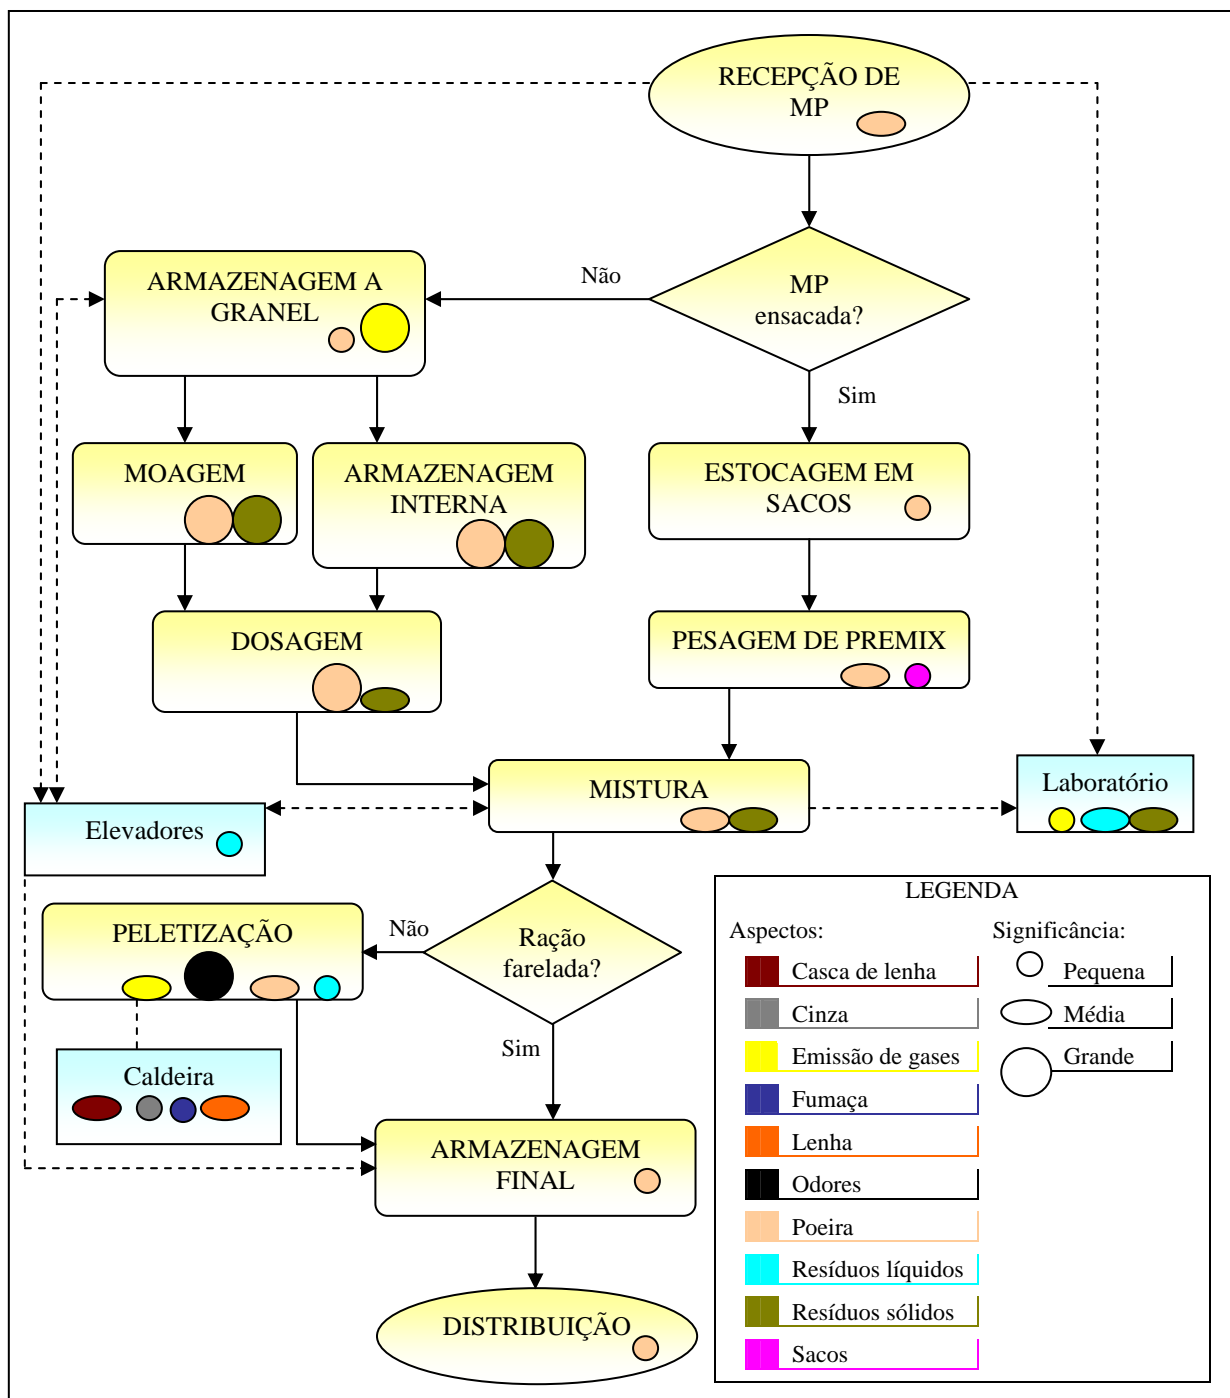 RECEPÇÃO DE
MP
Não
MP
ensacada?
Sim
ARMAZENAGEM A
GRANEL
MOAGEM
ARMAZENAGEM
INTERNA
ESTOCAGEM EM
SACOS
DOSAGEM
PESAGEM DE PREMIX
MISTURA
Laboratório
Elevadores
PELETIZAÇÃO
Não
Ração
farelada?
Sim
Caldeira
ARMAZENAGEM
FINAL
DISTRIBUIÇÃO
LEGENDA
Aspectos:
Casca de lenha
Cinza
Emissão de gases
Fumaça
Lenha
Odores
Poeira
Resíduos líquidos
Resíduos sólidos
Sacos
Significância:
Pequena
Média
Grande